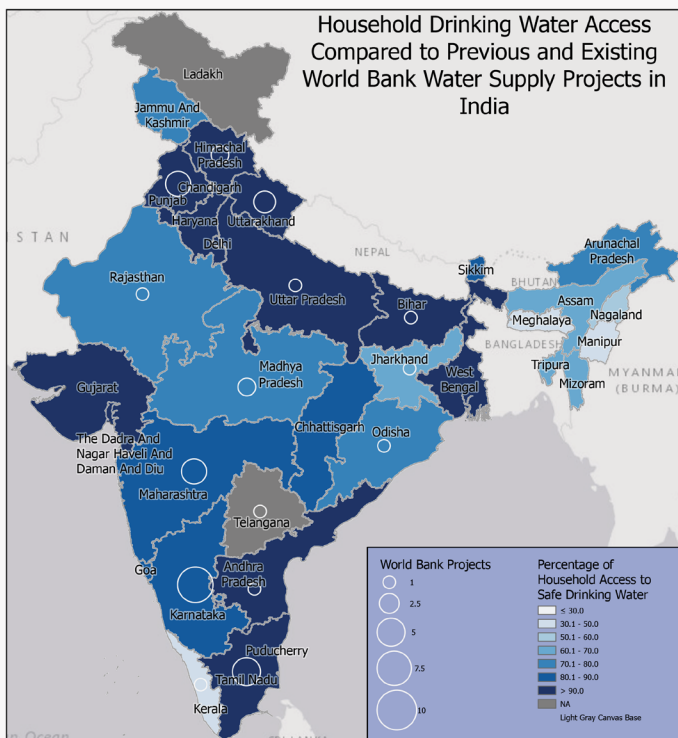 Household Drinking Water Access
Compared to Previous and Existing
World Bank Water Supply Projects in
India
Ladakh
Jammu And
Kashmir
Himachal
Pradesh
Chandigarh
Punjab
Uttarakhand
Haryana
Delhi
ISTAN
NEPAL
Rajasthan
Uttar Pradesh
Bihar
Sikkim
BHUTAN
Arunachal
Pradesh
Assam
Nagaland
Meghalaya
Manipur
BANGLADESH
Tripura
Mizoram
MYANMAR
(BURMA)
Jharkhand
West
Bengal
Gujarat
Madhya
Pradesh
Chhattisgarh
Odisha
The Dadra And
Nagar Haveli And
Daman And Diu
Maharashtra
Telangana
Goa
Karnataka
Andhra
Pradesh
Puducherry
Tamil Nadu
Kerala
World Bank Projects
1
2.5
5
7.5
10
Percentage of
Household Access to
Safe Drinking Water
≤ 30.0
30.1 - 50.0
50.1 - 60.0
60.1 - 70.0
70.1 - 80.0
80.1 - 90.0
> 90.0
NA
Light Gray Canvas Base
Ocean